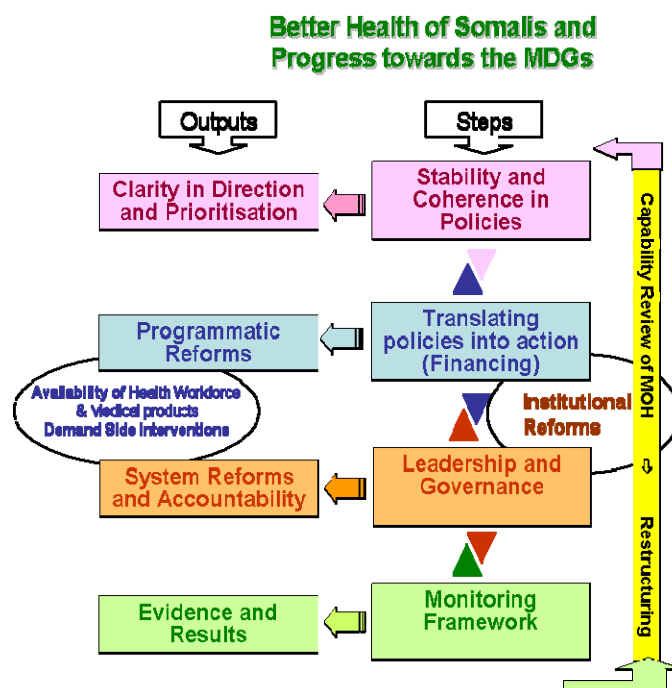 Better Health of Somalis and
Progress towards the MDGs
Outputs
Steps
Clarity in Direction
and Prioritisation
Stability and
Coherence in
Policies
Programmatic
Reforms
Translating
policies into action
(Financing)
Availability of Health Workforce
& Medical products
Demand Side Interventions
Institutional
Reforms
System Reforms
and Accountability
Leadership and
Governance
Evidence and
Results
Monitoring
Framework
Capability Review of MOH ⇨ Restructuring